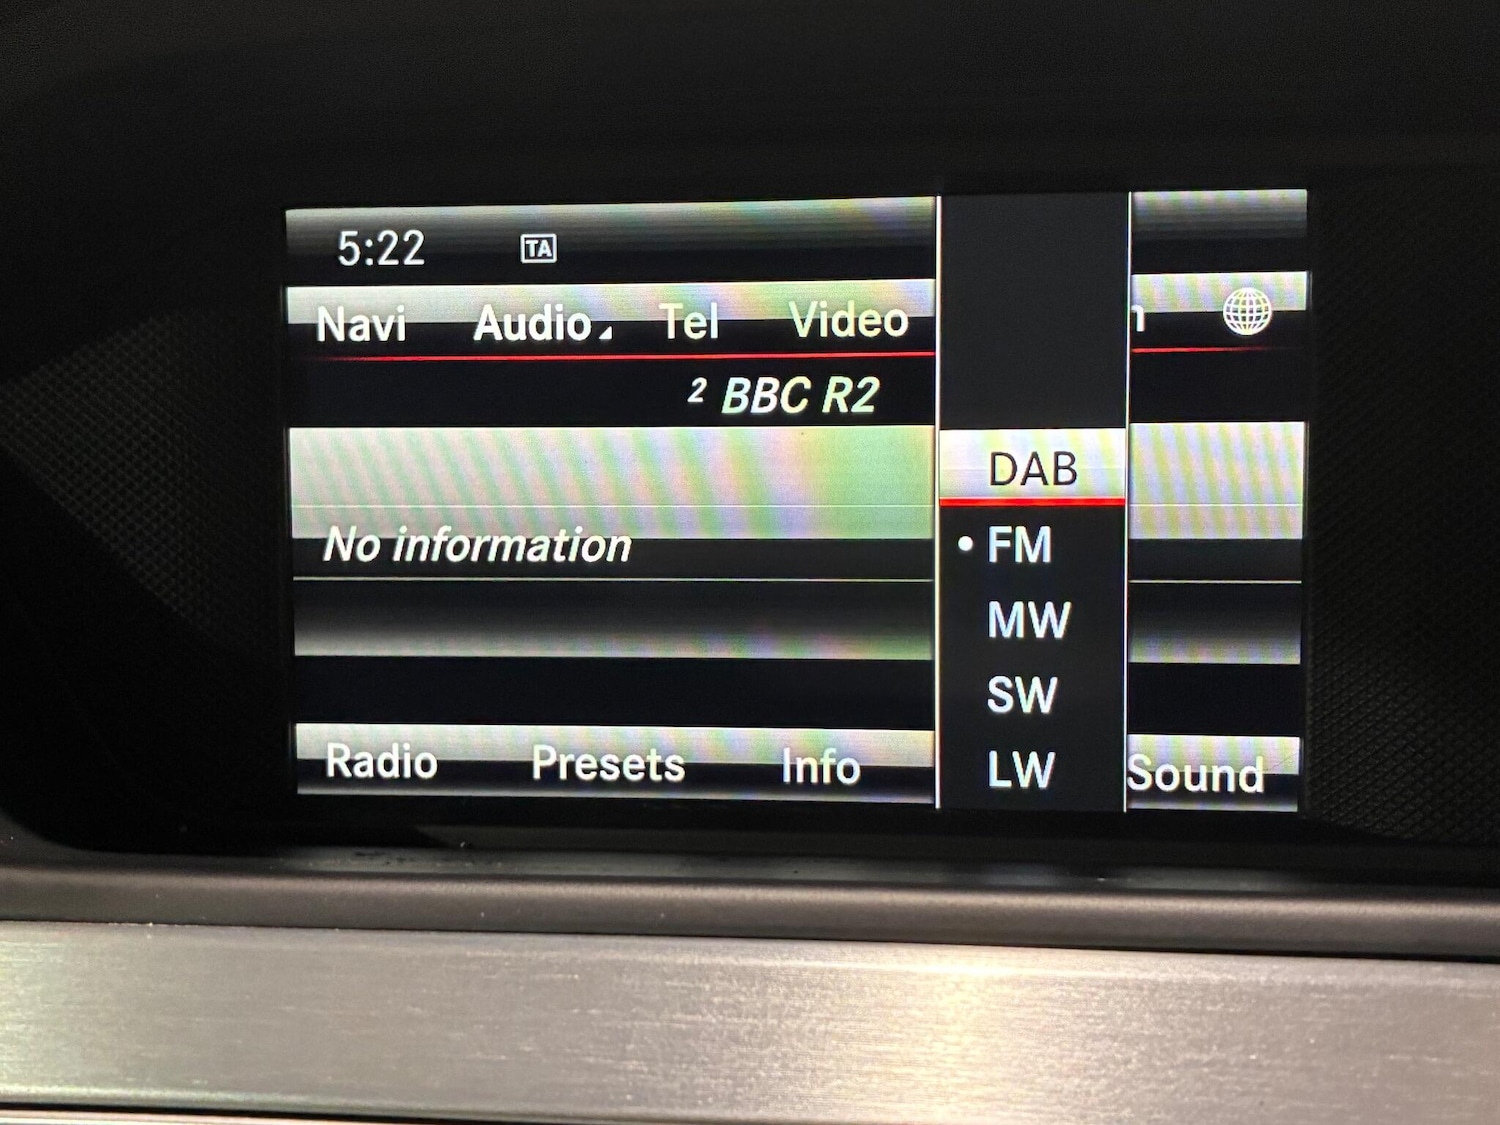 5:22 TA
Navi Audio Tel Video
2 BBC R2
DAB
No information
FM
MW
SW
LW
Radio Presets Info Sound